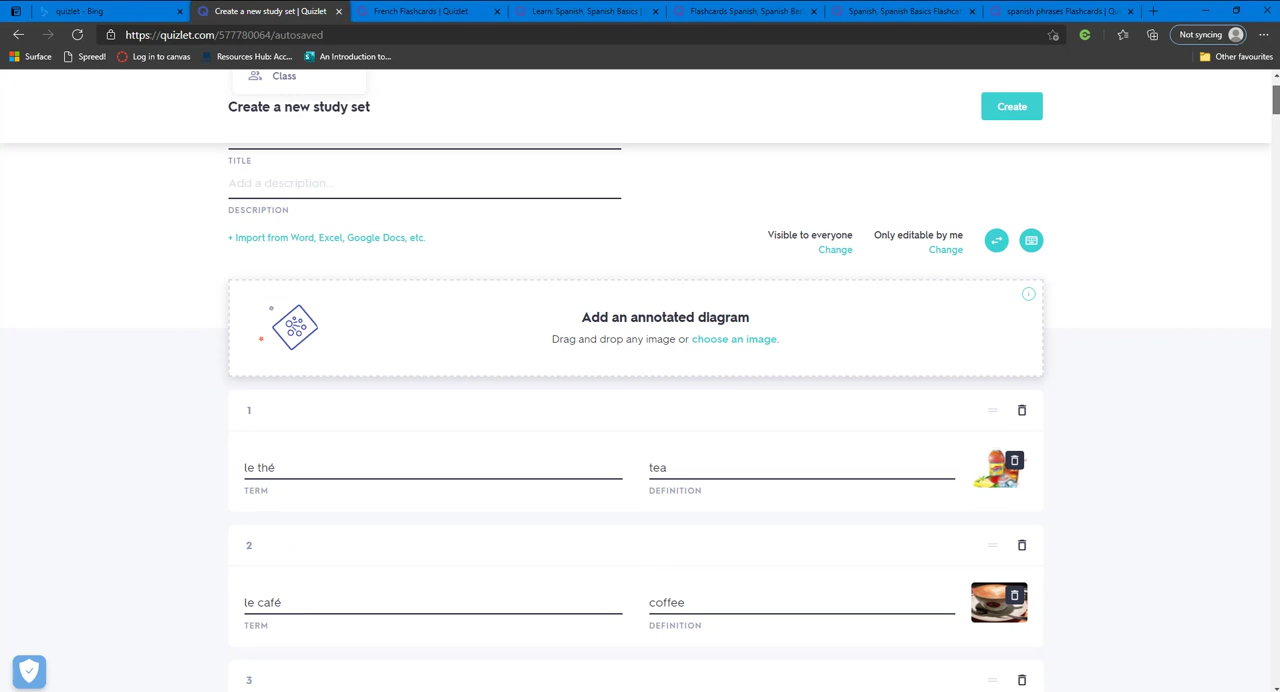 quizlet - Bing
Create a new study set | Quizlet
French Flashcards | Quizlet
Learn: Spanish, Spanish Basics |
Flashcards Spanish, Spanish Bas
Spanish, Spanish Basics Flashcar
spanish phrases Flashcards | Qui
https://quizlet.com/577780064/autosaved
Not syncing
Surface
Spreed!
Log in to canvas
Resources Hub: Acc...
An Introduction to...
Other favourites
Class
Create a new study set
Create
TITLE
Add a description...
DESCRIPTION
+ Import from Word, Excel, Google Docs, etc.
Visible to everyone
Change
Only editable by me
Change
Add an annotated diagram
Drag and drop any image or choose an image.
1
le thé
TERM
tea
DEFINITION
2
le café
TERM
coffee
DEFINITION
3